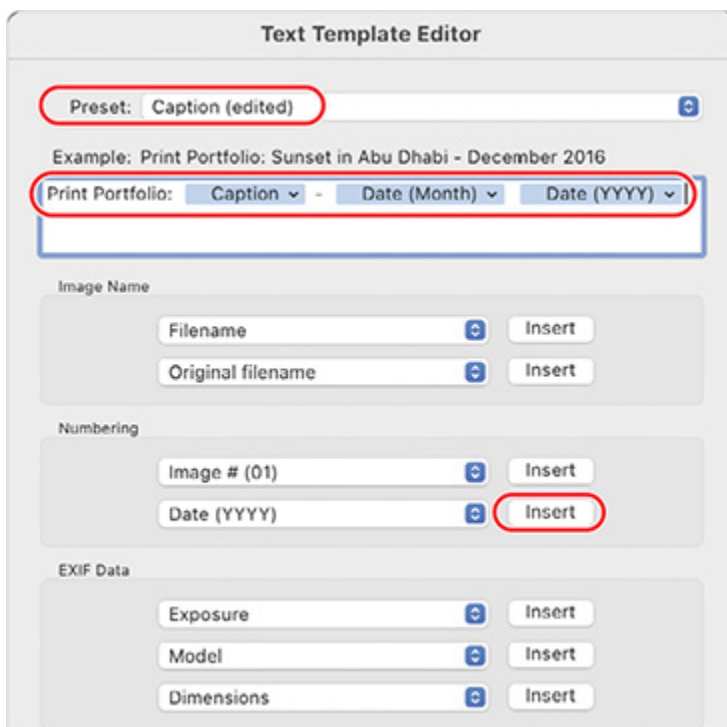 Text Template Editor
Preset: Caption (edited)
Example: Print Portfolio: Sunset in Abu Dhabi - December 2016
Print Portfolio: Caption - Date (Month) Date (YYYY)
Image Name
Filename Insert
Original filename Insert
Numbering
Image # (01) Insert
Date (YYYY) Insert
EXIF Data
Exposure Insert
Model Insert
Dimensions Insert